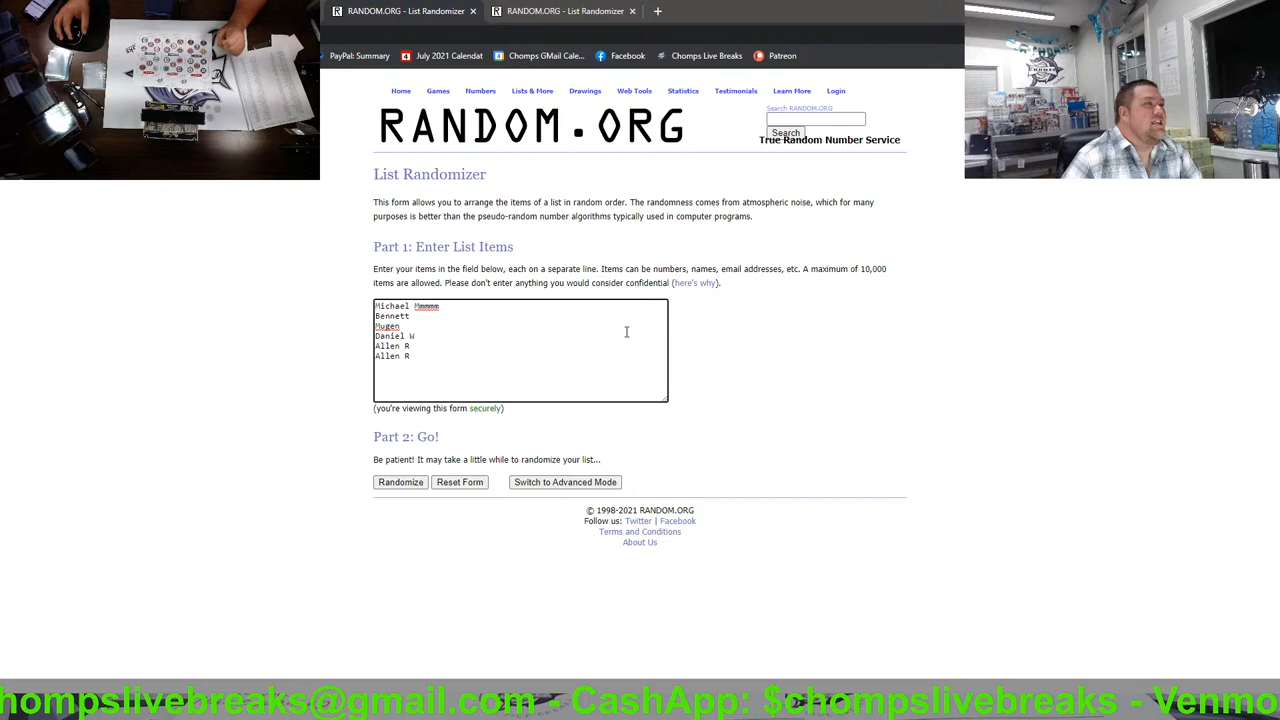 RANDOM.ORG - List Randomizer
RANDOM.ORG - List Randomizer
PayPal: Summary
July 2021 Calendat
Chomps GMail Cale...
Facebook
Chomps Live Breaks
Patreon
Home Games Numbers Lists & More Drawings Web Tools Statistics Testimonials Learn More Login
Search RANDOM.ORG
Search
RANDOM.ORG
True Random Number Service
List Randomizer
This form allows you to arrange the items of a list in random order. The randomness comes from atmospheric noise, which for many
purposes is better than the pseudo-random number algorithms typically used in computer programs.
Part 1: Enter List Items
Enter your items in the field below, each on a separate line. Items can be numbers, names, email addresses, etc. A maximum of 10,000
items are allowed. Please don't enter anything you would consider confidential (here's why).
Michael Mmmmm
Bennett
Mugen
Daniel W
Allen R
Allen R
(you're viewing this form securely)
Part 2: Go!
Be patient! It may take a little while to randomize your list...
Randomize Reset Form Switch to Advanced Mode
© 1998-2021 RANDOM.ORG
Follow us: Twitter | Facebook
Terms and Conditions
About Us
hompslivebreaks@gmail.com - CashApp: $chompslivebreaks - Venmo